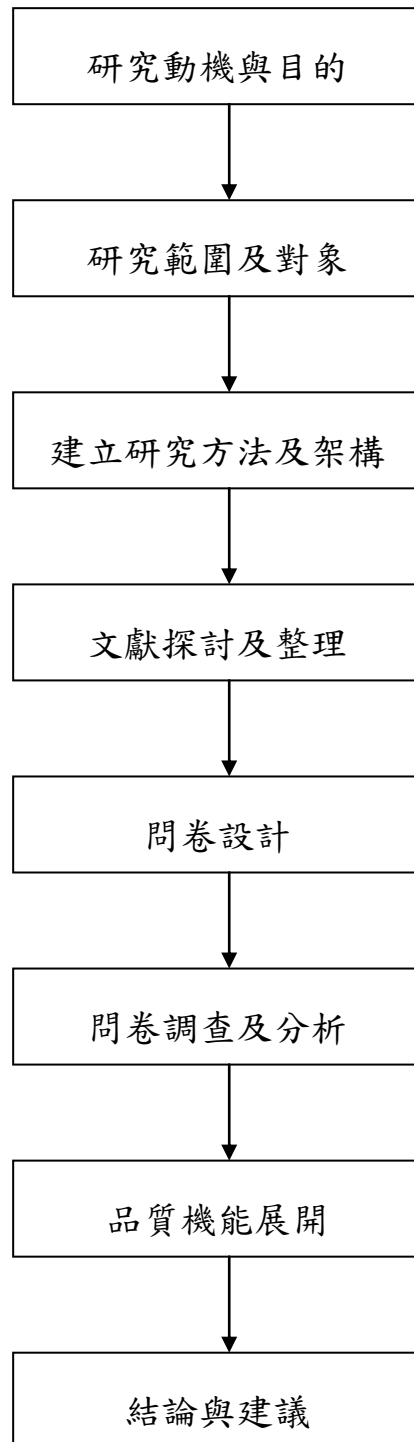 研究動機與目的
研究範圍及對象
建立研究方法及架構
文獻探討及整理
問卷設計
問卷調查及分析
品質機能展開
結論與建議